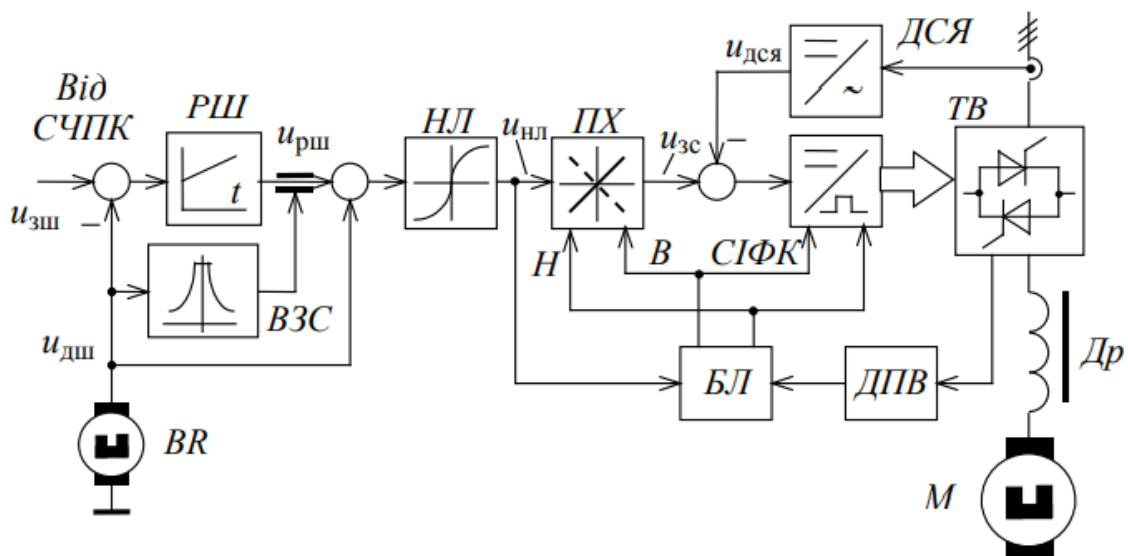 Від
СЧПК
РШ
НЛ
ПХ
ДСЯ
ТВ
uдся
uрш
uнл
uзс
uзш
–
–
t
~
Н
В
СІФК
ВЗС
uдш
БЛ
ДПВ
Др
BR
М